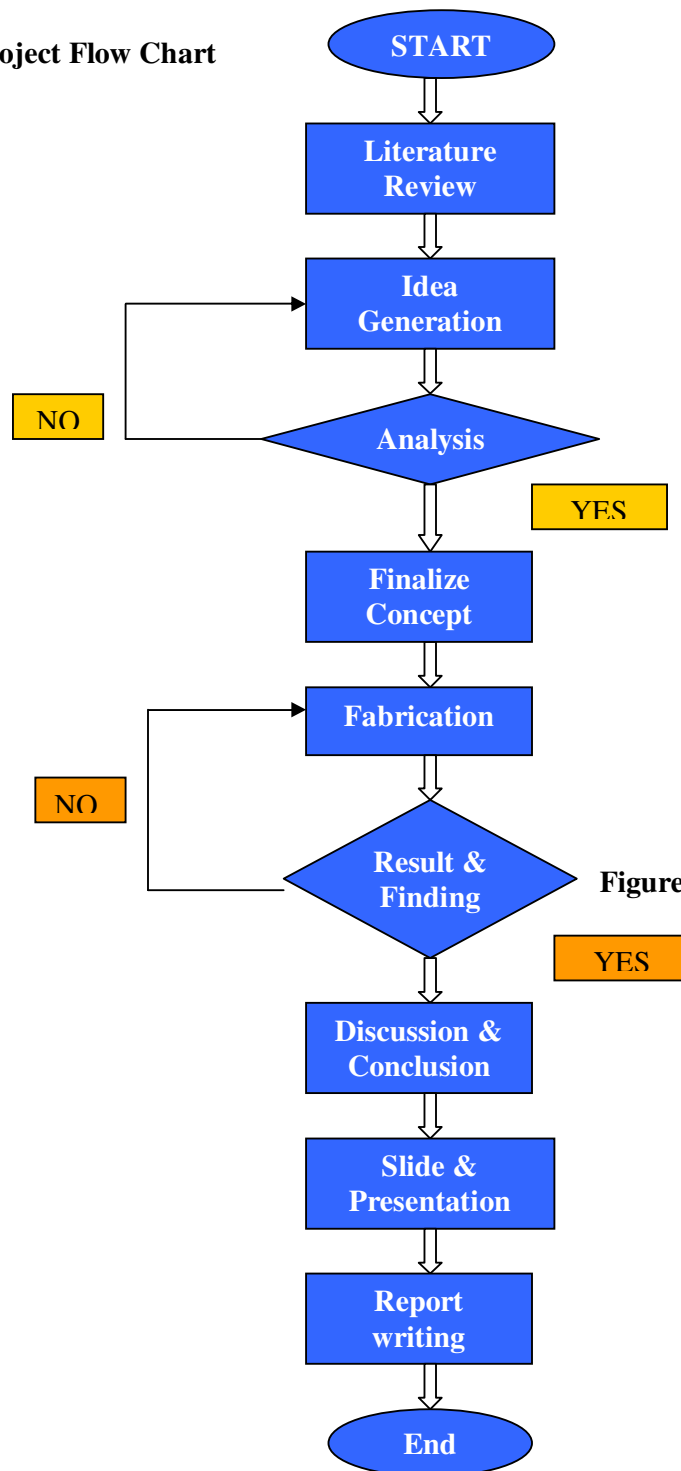 oject Flow Chart
START
Literature
Review
Idea
Generation
NO
Analysis
YES
Finalize
Concept
Fabrication
NO
Result &
Finding
Figure
YES
Discussion &
Conclusion
Slide &
Presentation
Report
writing
End